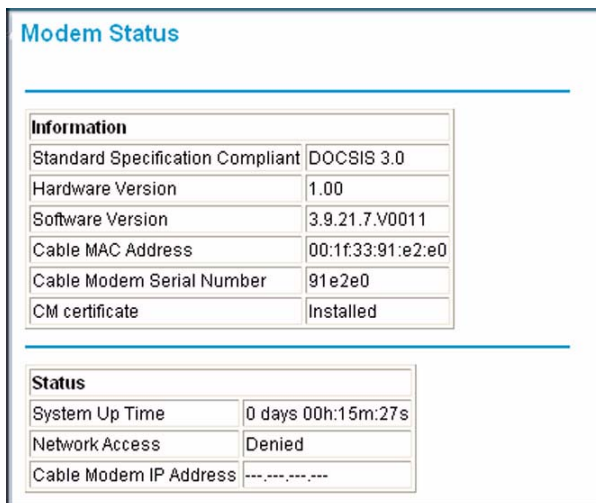 Modem Status
Information
Standard Specification Compliant DOCSIS 3.0
Hardware Version 1.00
Software Version 3.9.21.7.V0011
Cable MAC Address 00:1f:33:91:e2:e0
Cable Modem Serial Number 91e2e0
CM certificate Installed
Status
System Up Time 0 days 00h:15m:27s
Network Access Denied
Cable Modem IP Address ---.---.---.---